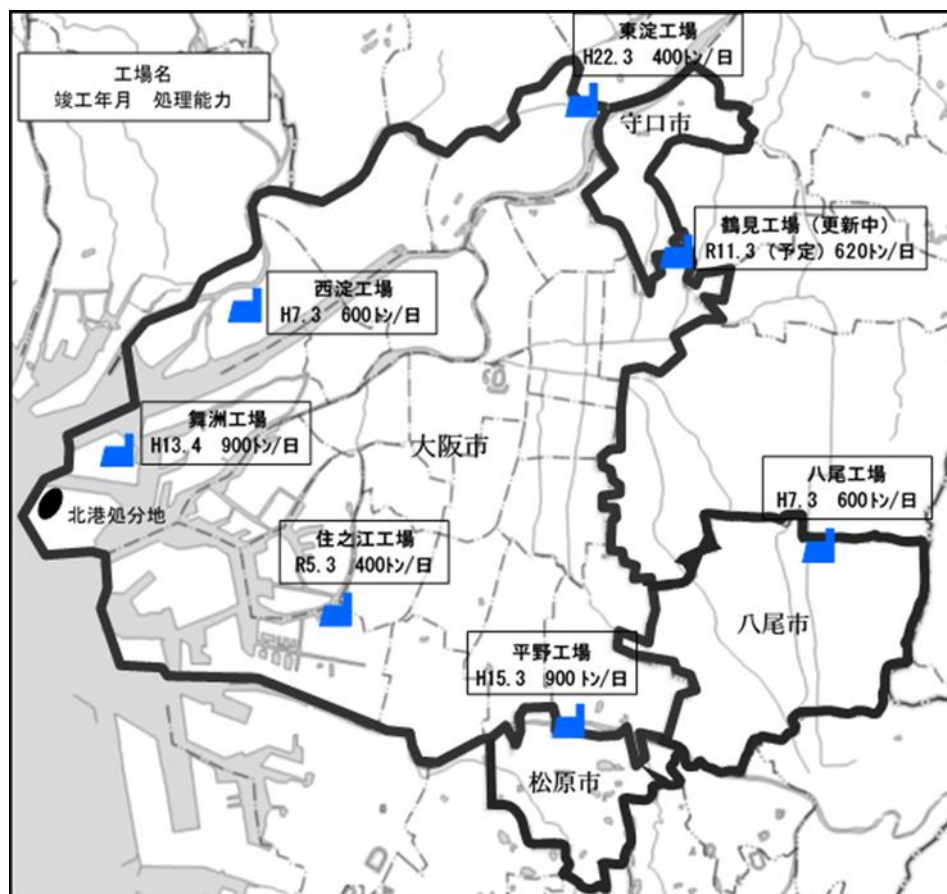 東淀工場
H22.3 400トン/日
工場名
竣工年月 処理能力
守口市
鶴見工場（更新中）
R11.3（予定）620トン/日
西淀工場
H7.3 600トン/日
舞洲工場
H13.4 900トン/日
大阪市
八尾工場
H7.3 600トン/日
北港処分地
住之江工場
R5.3 400トン/日
八尾市
平野工場
H15.3 900トン/日
松原市